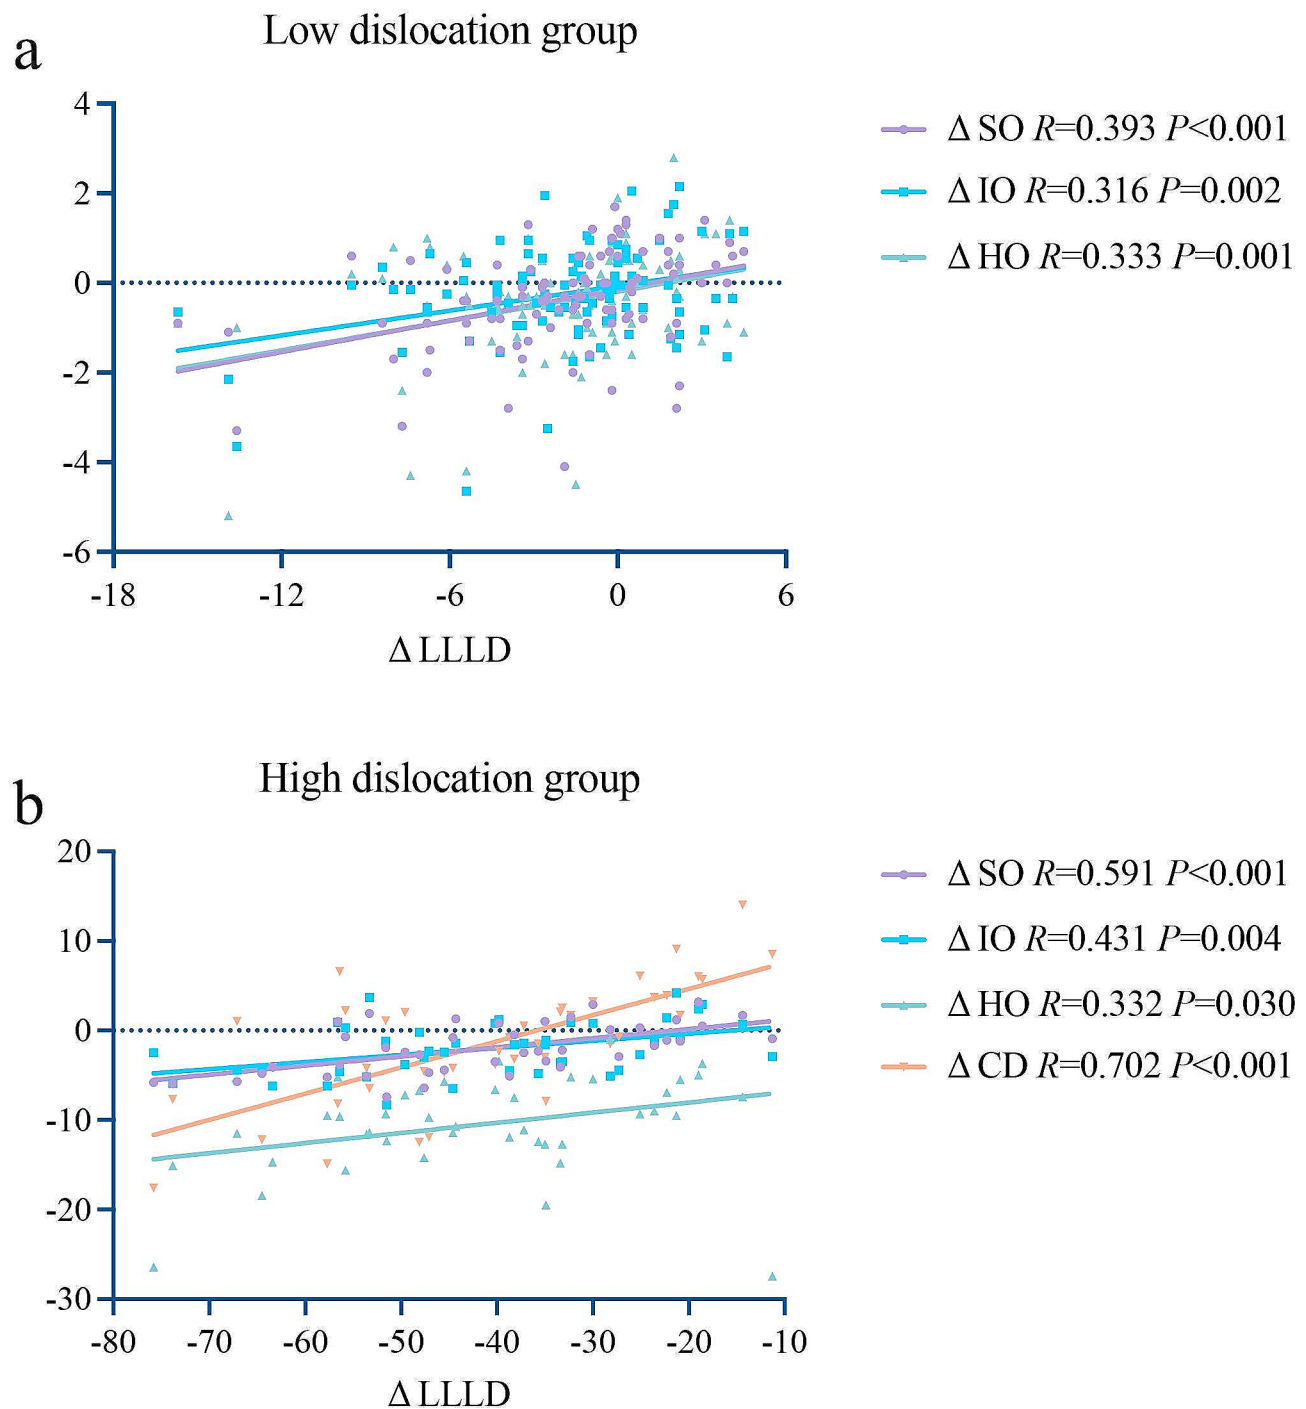 a
Low dislocation group
4
2
0
-2
-4
-6
-18 -12 -6 0 6
Δ LLLD
Δ SO R=0.393 P<0.001
Δ IO R=0.316 P=0.002
Δ HO R=0.333 P=0.001
b
High dislocation group
20
10
0
-10
-20
-30
-80 -70 -60 -50 -40 -30 -20 -10
Δ LLLD
Δ SO R=0.591 P<0.001
Δ IO R=0.431 P=0.004
Δ HO R=0.332 P=0.030
Δ CD R=0.702 P<0.001